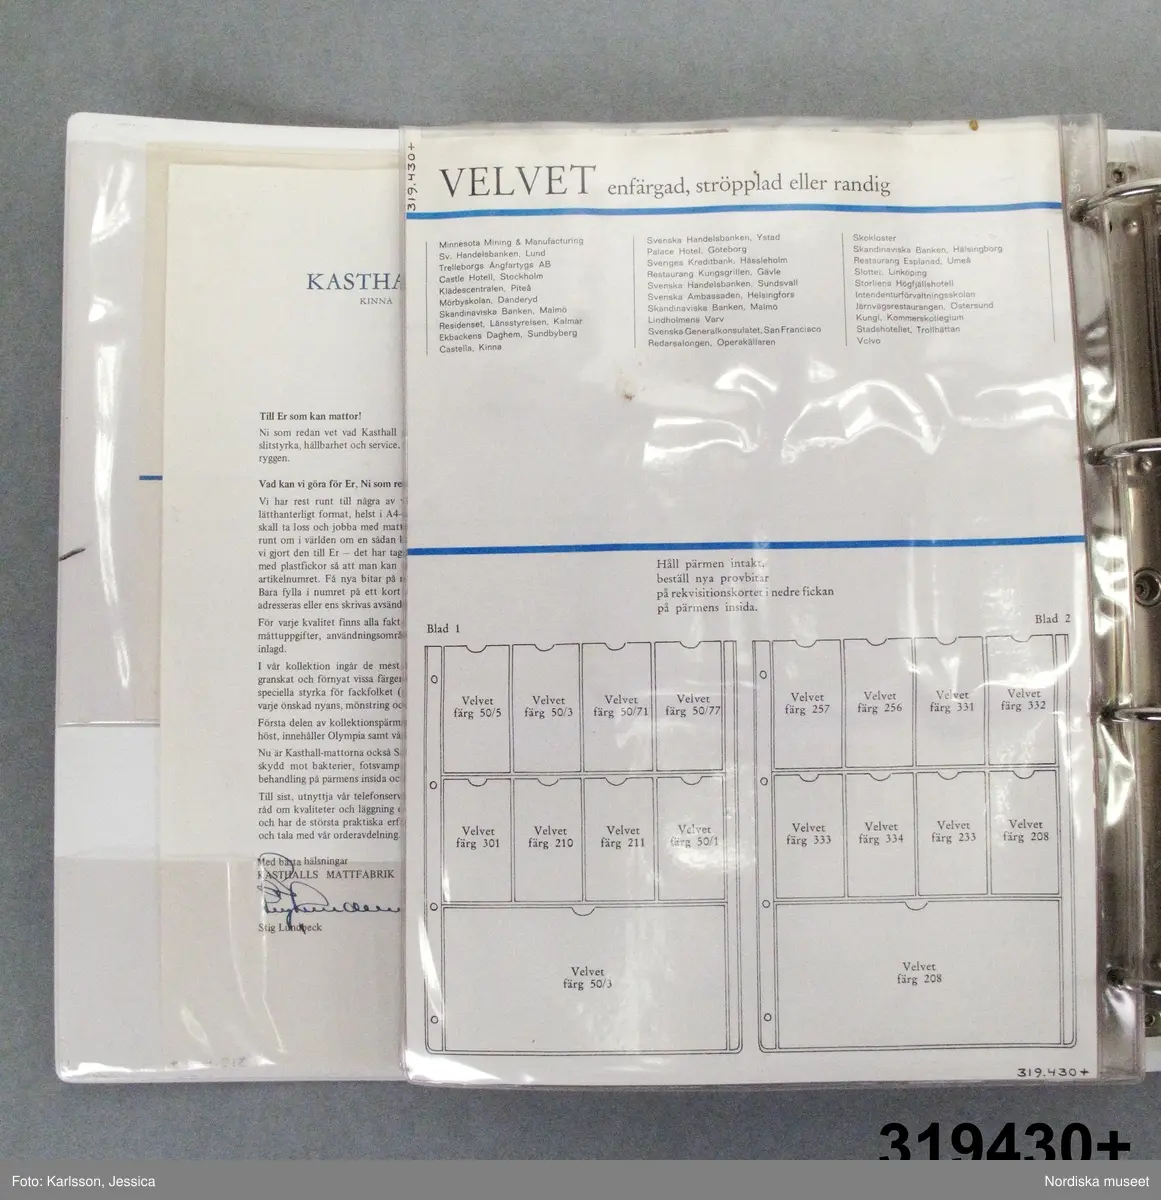 319.430+
VELVET enfärgad, ströpplad eller randig
Minnesota Mining & Manufacturing
Sv. Handelsbanken, Lund
Trelleborgs Ångfartygs AB
Castle Hotell, Stockholm
Klädescentralen, Piteå
Mörbyskolan, Danderyd
Skandinaviska Banken, Malmö
Residenset, Länsstyrelsen, Kalmar
Ekbackens Daghem, Sundbyberg
Castella, Kinna
Svenska Handelsbanken, Ystad
Palace Hotel, Göteborg
Sveriges Kreditbank, Hässleholm
Restaurang Kungsgrillen, Gävle
Svenska Handelsbanken, Sundsvall
Svenska Ambassaden, Helsingfors
Skandinaviska Banken, Malmö
Lindholmens Varv
Svenska Generalkonsulatet, San Francisco
Redarsalongen, Operakällaren
Skokloster
Skandinaviska Banken, Hälsingborg
Restaurang Esplanad, Umeå
Slottet, Linköping
Storliens Högfjällshotell
Intendenturförvaltningsskolan
Järnvägsrestaurangen, Östersund
Kungl. Kommerskollegium
Stadshotellet, Trollhättan
Volvo
KASTHA
KINNA
Till Er som kan mattor!
Ni som redan vet vad Kasthall
slitstyrka, hållbarhet och service.
ryggen.
Vad kan vi göra för Er, Ni som re
Vi har rest runt till några av
lätthanterligt format, helst i A4-
skall ta loss och jobba med matt
runt om i världen om en sådan
vi gjort den till Er – det har tag
med plastfickor så att man kan
artikelnumret. Få nya bitar på
Bara fylla i numret på ett kort
adresseras eller ens skrivas avsänd
För varje kvalitet finns alla fakt
måttuppgifter, användningsområ
inlagd.
I vår kollektion ingår de mest
granskat och förnyat vissa färger
speciella styrka för fackfolket (
varje önskad nyans, mönstring oc
Första delen av kollektionspärm
höst, innehåller Olympia samt vå
Nu är Kasthall-mattorna också S
skydd mot bakterier, fotsvamp
behandling på pärmens insida oc
Till sist, utnyttja vår telefonserv
råd om kvaliteter och läggning
och har de största praktiska erf
och tala med vår orderavdelning.
Med bästa hälsningar
KASTHALLS MATTFABRIK
Stig Lundbeck
Håll pärmen intakt,
beställ nya provbitar
på rekvisitionskortet i nedre fickan
på pärmens insida.
Blad 1
Blad 2
Velvet Velvet Velvet Velvet
färg 50/5 färg 50/3 färg 50/71 färg 50/77
Velvet Velvet Velvet Velvet
färg 301 färg 210 färg 211 färg 50/1
Velvet
färg 50/3
Velvet Velvet Velvet Velvet
färg 257 färg 256 färg 331 färg 332
Velvet Velvet Velvet Velvet
färg 333 färg 334 färg 233 färg 208
Velvet
färg 208
319.430+
319430+
Foto: Karlsson, Jessica
Nordiska museet